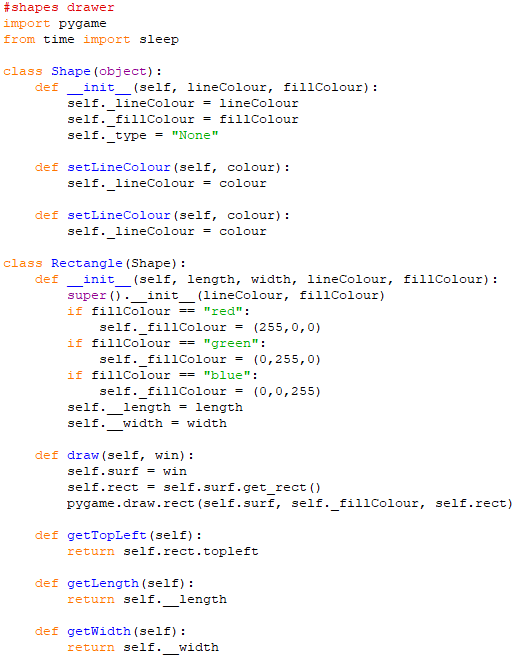 #shapes drawer
import pygame
from time import sleep

class Shape(object):
    def __init__(self, lineColour, fillColour):
        self._lineColour = lineColour
        self._fillColour = fillColour
        self._type = "None"

    def setLineColour(self, colour):
        self._lineColour = colour

    def setLineColour(self, colour):
        self._lineColour = colour

class Rectangle(Shape):
    def __init__(self, length, width, lineColour, fillColour):
        super().__init__(lineColour, fillColour)
        if fillColour == "red":
            self._fillColour = (255,0,0)
        if fillColour == "green":
            self._fillColour = (0,255,0)
        if fillColour == "blue":
            self._fillColour = (0,0,255)
        self.__length = length
        self.__width = width

    def draw(self, win):
        self.surf = win
        self.rect = self.surf.get_rect()
        pygame.draw.rect(self.surf, self._fillColour, self.rect)

    def getTopLeft(self):
        return self.rect.topleft

    def getLength(self):
        return self.__length

    def getWidth(self):
        return self.__width